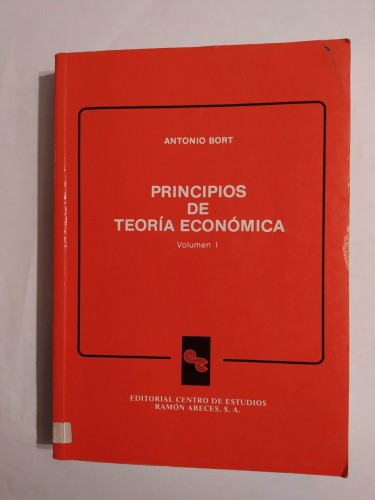 ANTONIO BORT
PRINCIPIOS
DE
TEORÍA ECONÓMICA
Volumen I
EDITORIAL CENTRO DE ESTUDIOS
RAMÓN ARECES, S. A.